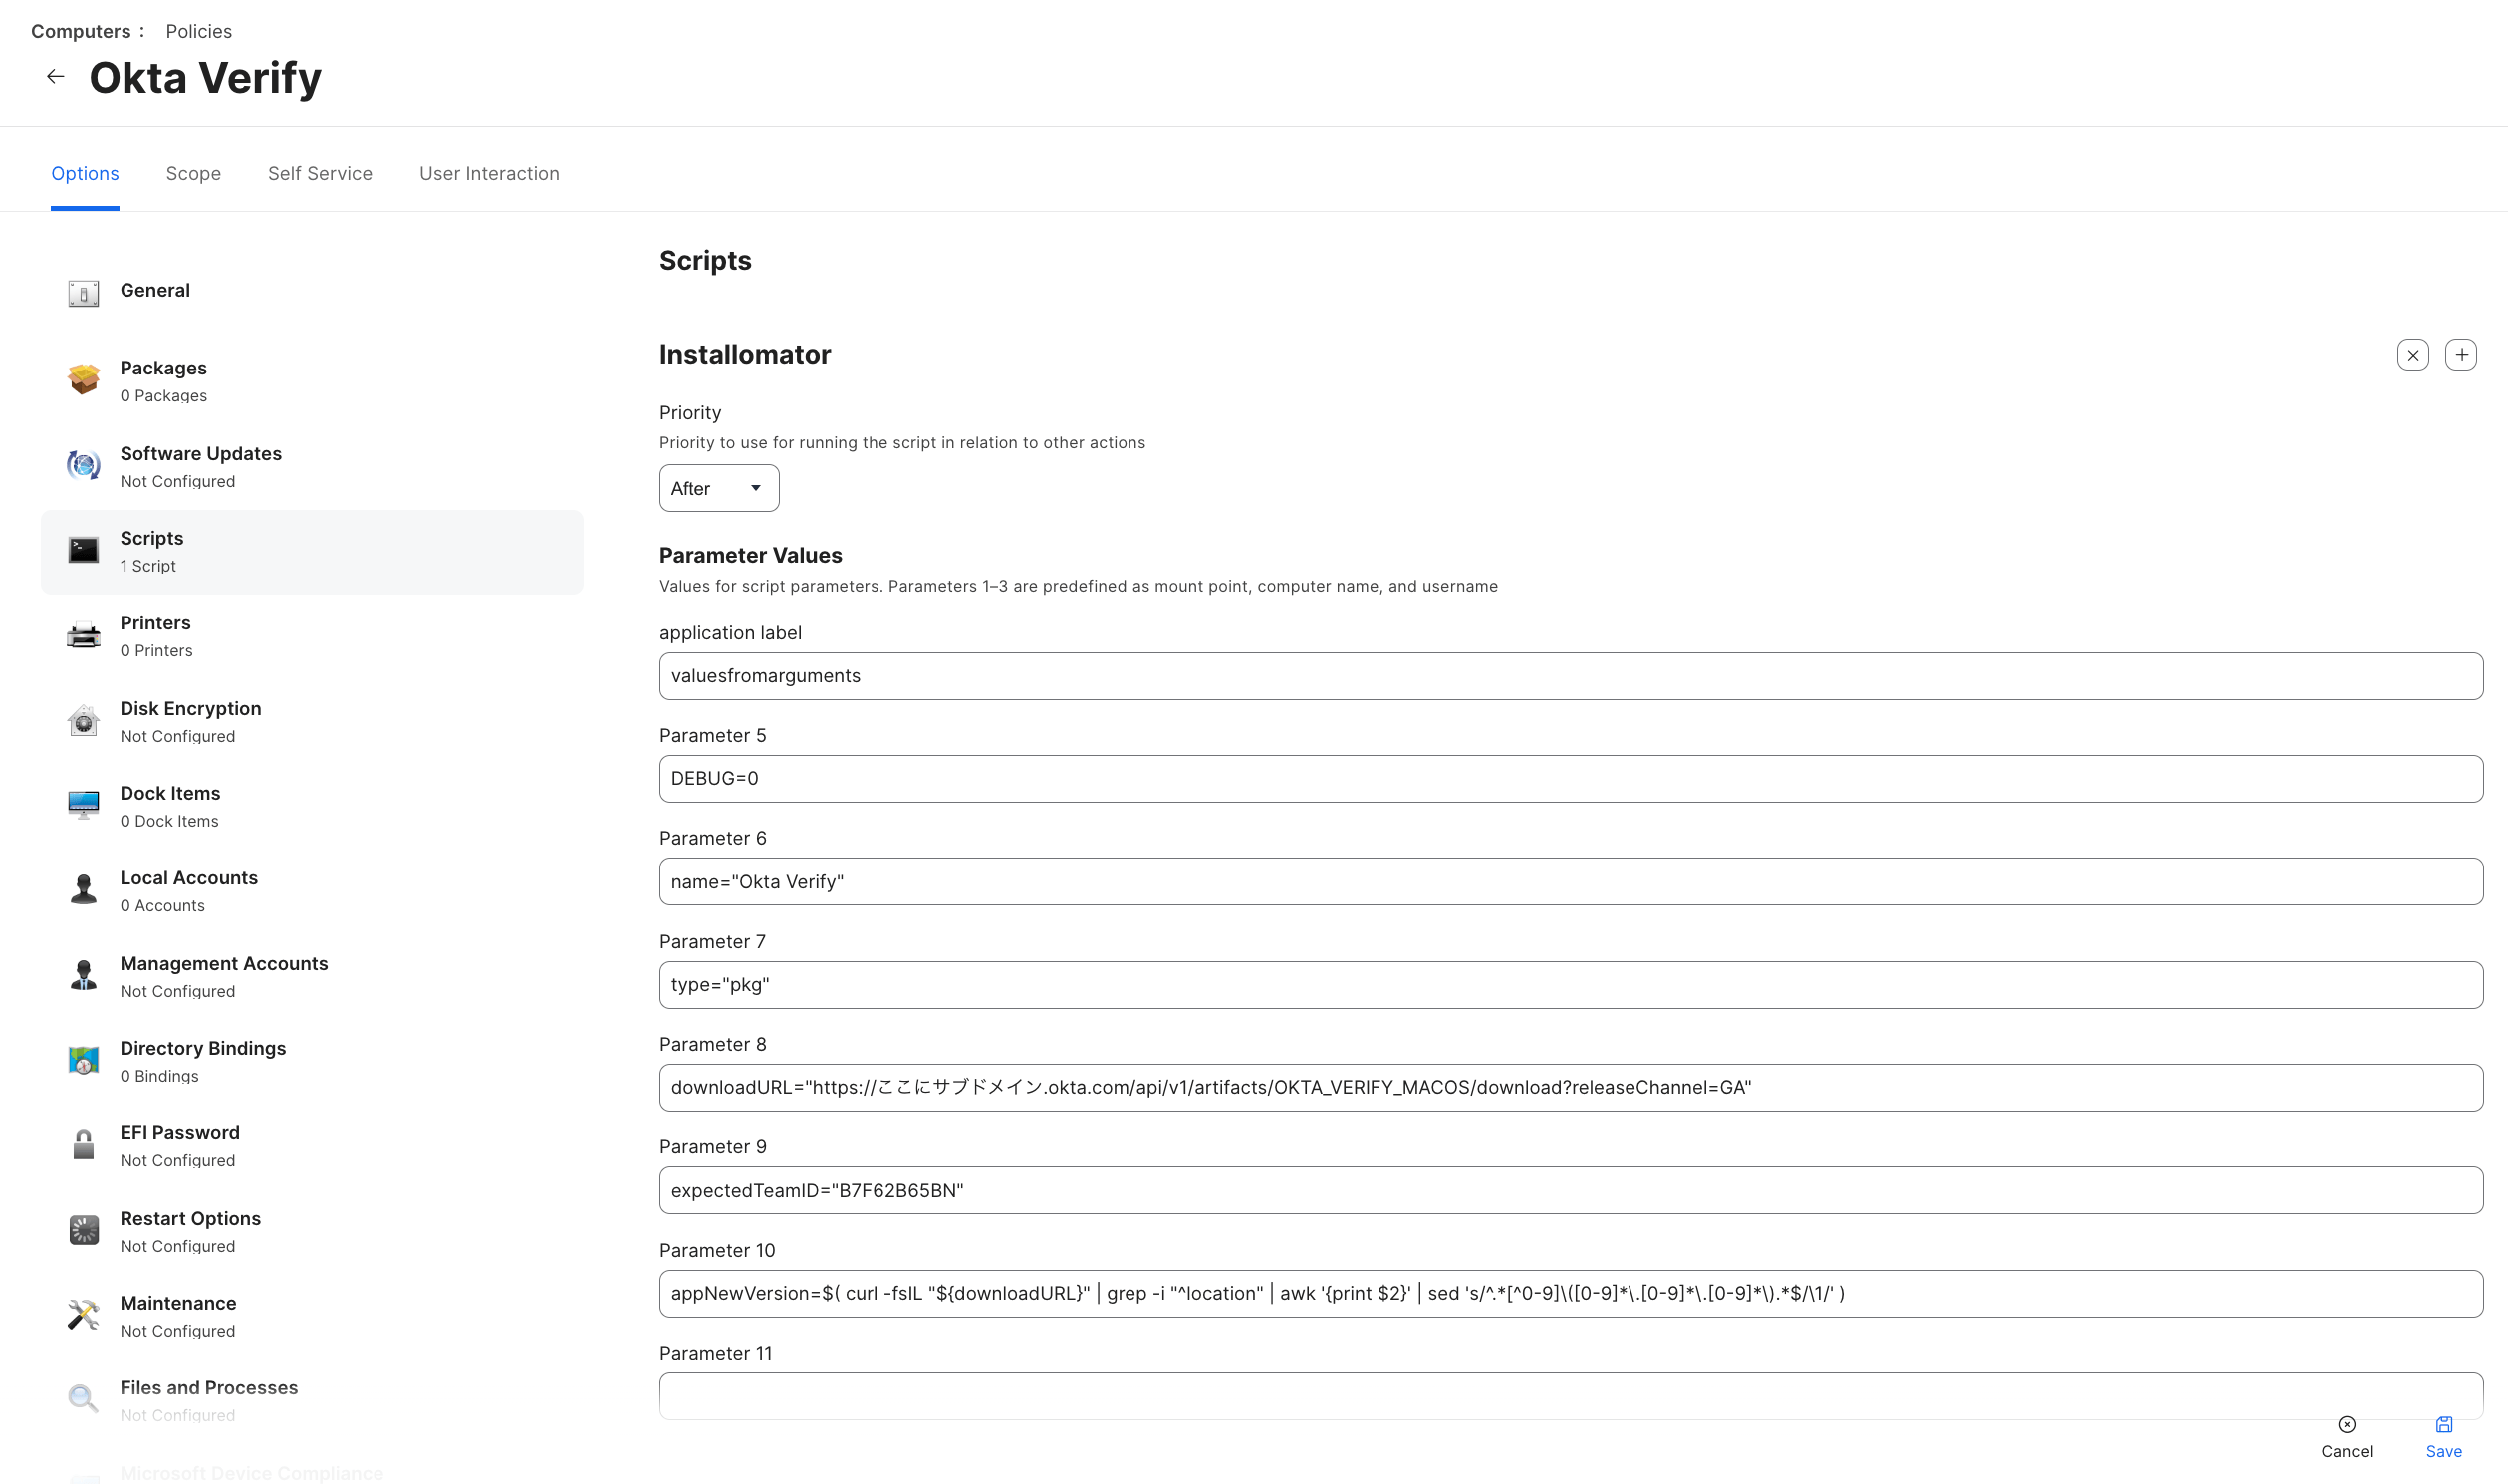 Computers : Policies
Okta Verify
Options Scope Self Service User Interaction
General
Packages
0 Packages
Software Updates
Not Configured
Scripts
1 Script
Printers
0 Printers
Disk Encryption
Not Configured
Dock Items
0 Dock Items
Local Accounts
0 Accounts
Management Accounts
Not Configured
Directory Bindings
0 Bindings
EFI Password
Not Configured
Restart Options
Not Configured
Maintenance
Not Configured
Files and Processes
Not Configured
Microsoft Device Compliance
Scripts
Installomator
Priority
Priority to use for running the script in relation to other actions
After
Parameter Values
Values for script parameters. Parameters 1–3 are predefined as mount point, computer name, and username
application label
valuesfromarguments
Parameter 5
DEBUG=0
Parameter 6
name="Okta Verify"
Parameter 7
type="pkg"
Parameter 8
downloadURL="https://ここにサブドメイン.okta.com/api/v1/artifacts/OKTA_VERIFY_MACOS/download?releaseChannel=GA"
Parameter 9
expectedTeamID="B7F62B65BN"
Parameter 10
appNewVersion=$( curl -fsIL "${downloadURL}" | grep -i "^location" | awk '{print $2}' | sed 's/^.*[^0-9]\([0-9]*\.[0-9]*\.[0-9]*\).*$/\1/' )
Parameter 11
Cancel Save